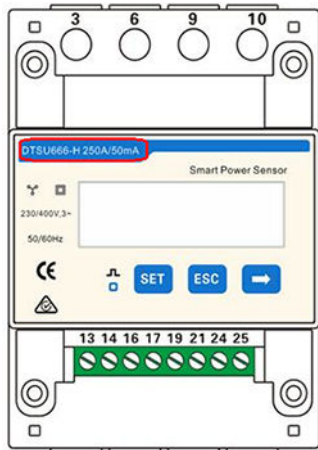 3 6 9 10
DTSU666-H 250A/50mA
Smart Power Sensor
230/400V,3~
50/60Hz
CE
SET ESC
13 14 16 17 19 21 24 25